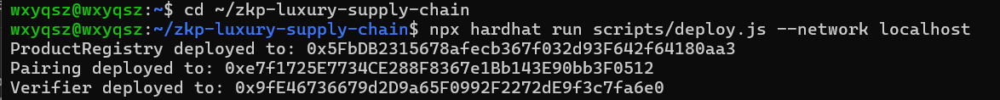 wxyqsz@wxyqsz:~$ cd ~/zkp-luxury-supply-chain
wxyqsz@wxyqsz:~/zkp-luxury-supply-chain$ npx hardhat run scripts/deploy.js --network localhost
ProductRegistry deployed to: 0x5FbDB2315678afecb367f032d93F642f64180aa3
Pairing deployed to: 0xe7f1725E7734CE288F8367e1Bb143E90bb3F0512
Verifier deployed to: 0x9fE46736679d2D9a65F0992F2272dE9f3c7fa6e0